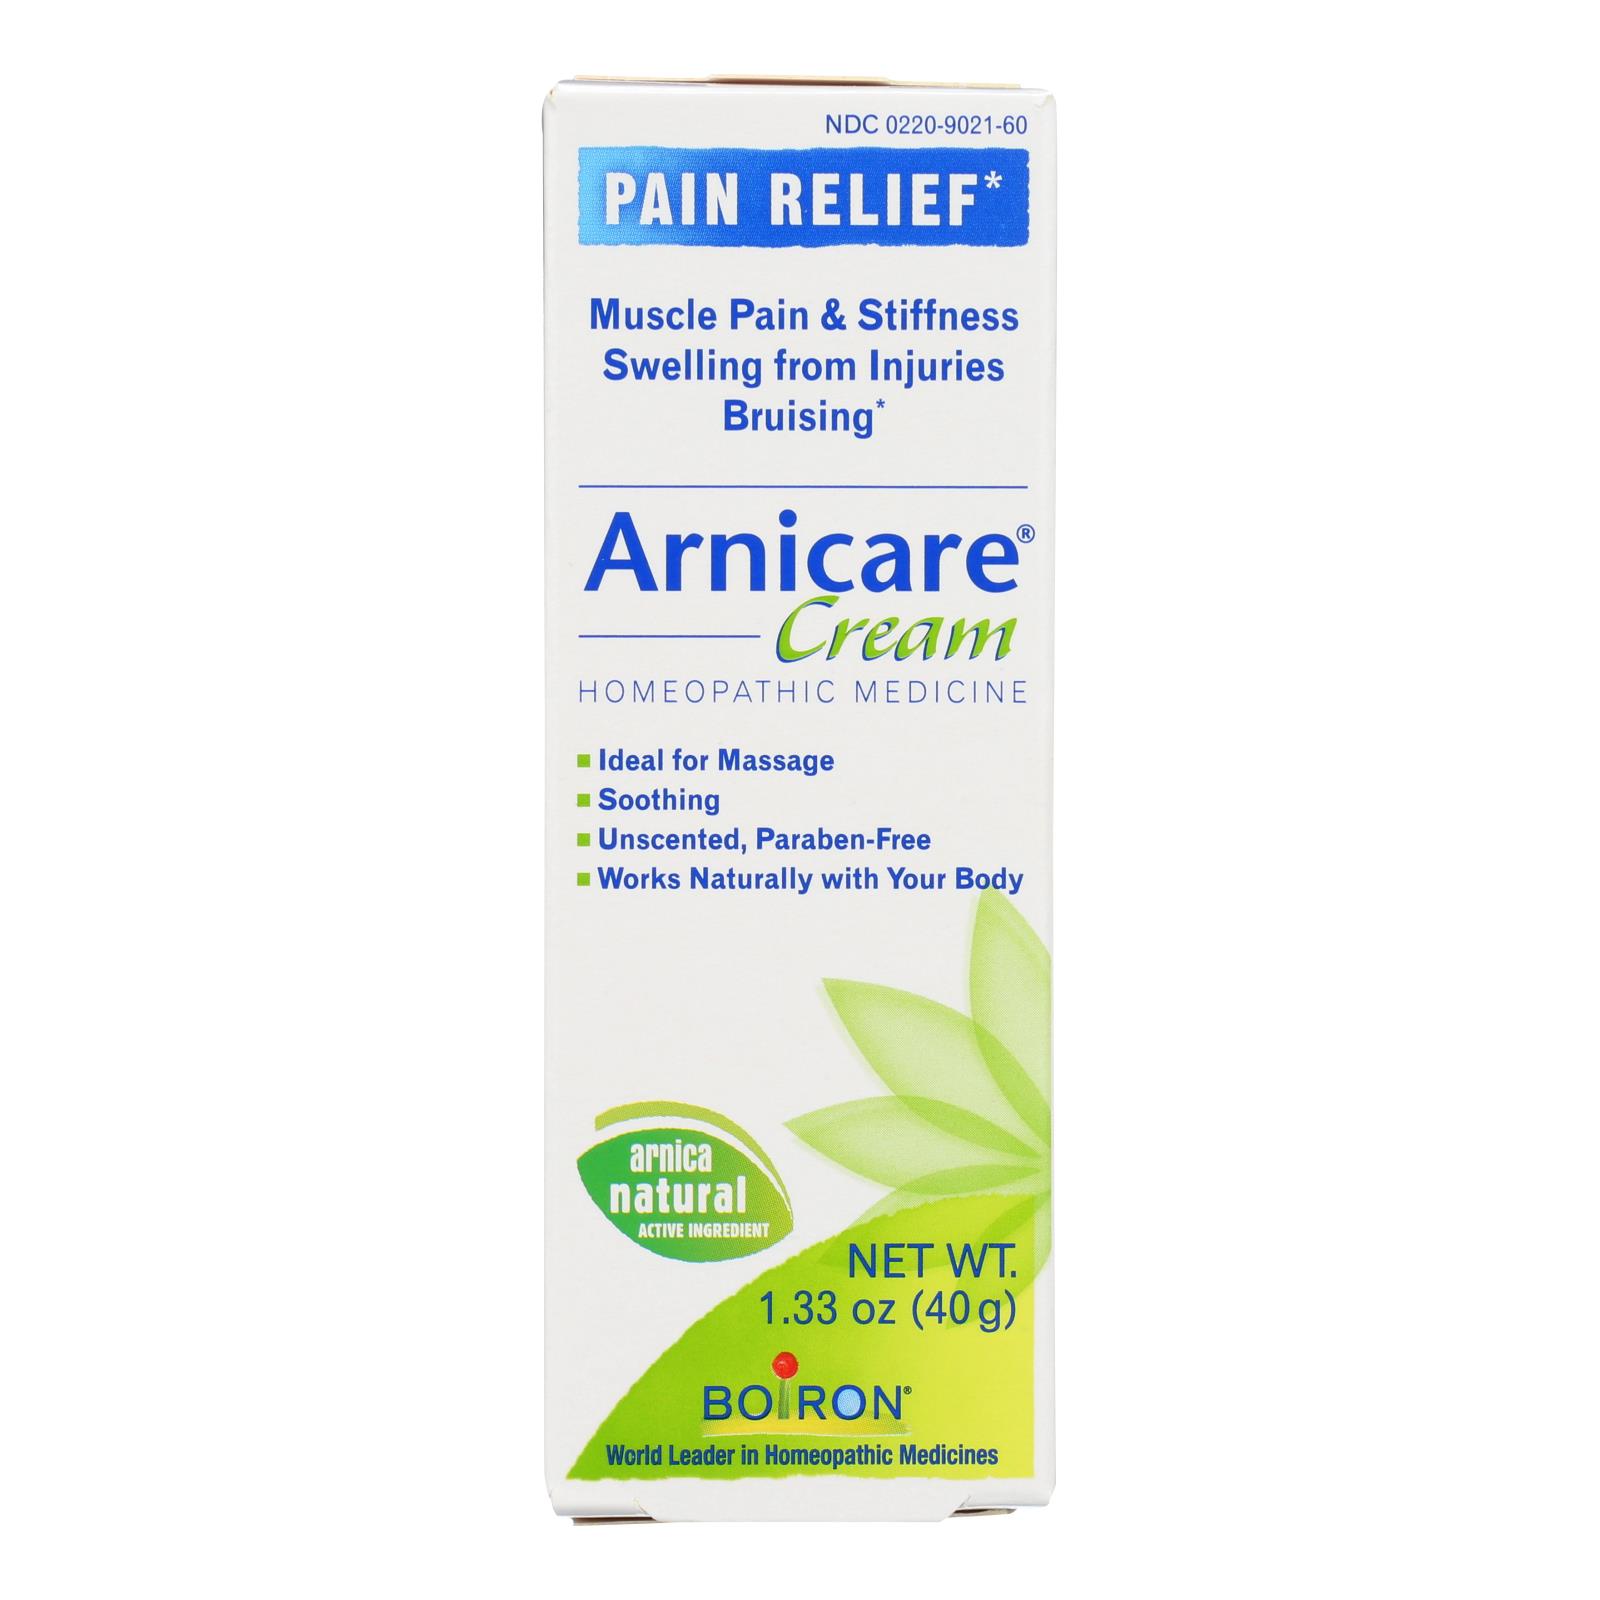 NDC 0220-9021-60
PAIN RELIEF*
Muscle Pain & Stiffness
Swelling from Injuries
Bruising*
Arnicare®
Cream
HOMEOPATHIC MEDICINE
Ideal for Massage
Soothing
Unscented, Paraben-Free
Works Naturally with Your Body
arnica
natural
ACTIVE INGREDIENT
NET WT.
1.33 oz (40 g)
BOIRON®
World Leader in Homeopathic Medicines